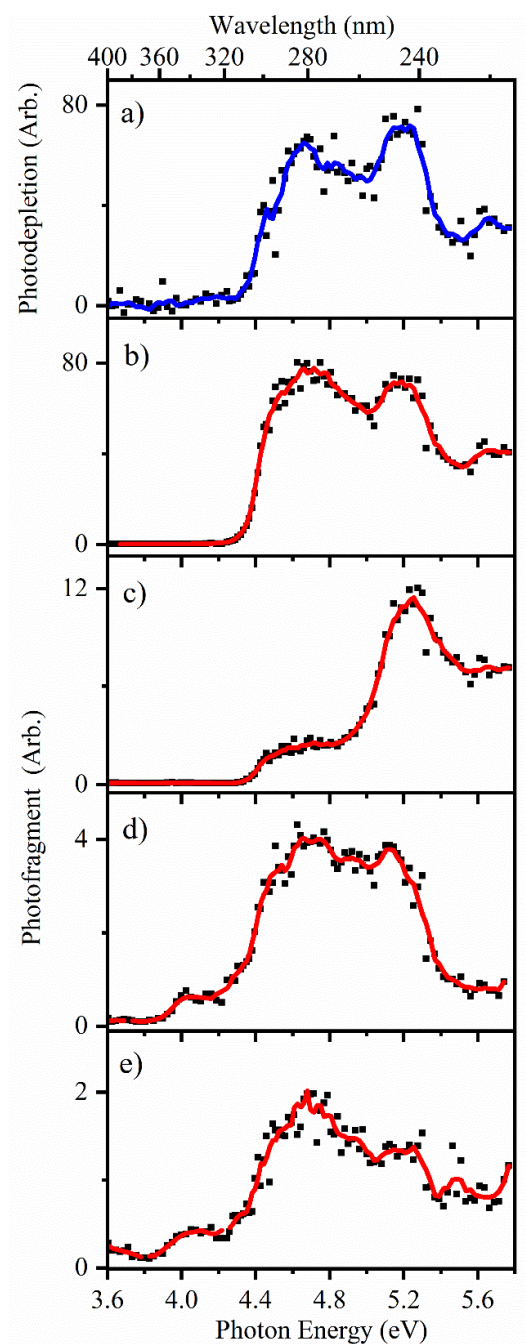 Wavelength (nm)
400 360 320 280 240
a)
80
0
Photodepletion (Arb.)
b)
80
0
c)
12
0
Photofragment (Arb.)
d)
4
0
e)
2
0
3.6 4.0 4.4 4.8 5.2 5.6
Photon Energy (eV)